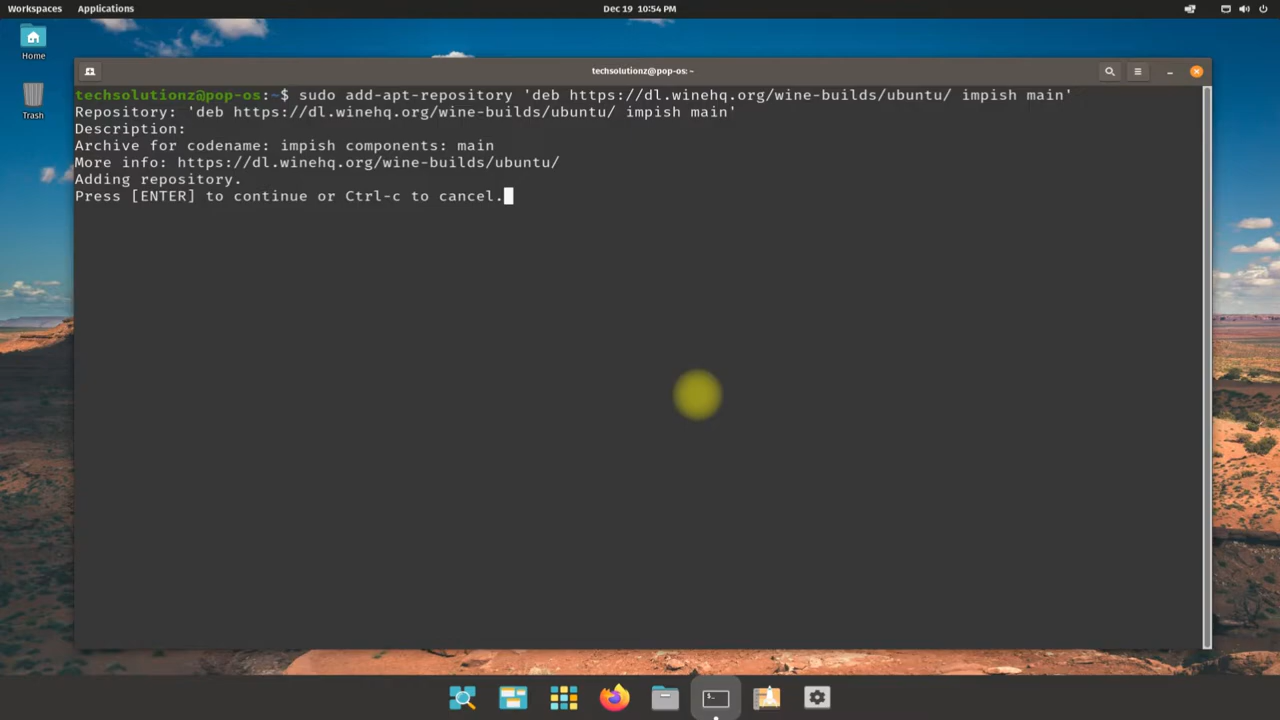 Workspaces Applications Dec 19 10:54 PM
Home
Trash
techsolutionz@pop-os: ~
techsolutionz@pop-os:~$ sudo add-apt-repository 'deb https://dl.winehq.org/wine-builds/ubuntu/ impish main'
Repository: 'deb https://dl.winehq.org/wine-builds/ubuntu/ impish main'
Description:
Archive for codename: impish components: main
More info: https://dl.winehq.org/wine-builds/ubuntu/
Adding repository.
Press [ENTER] to continue or Ctrl-c to cancel.